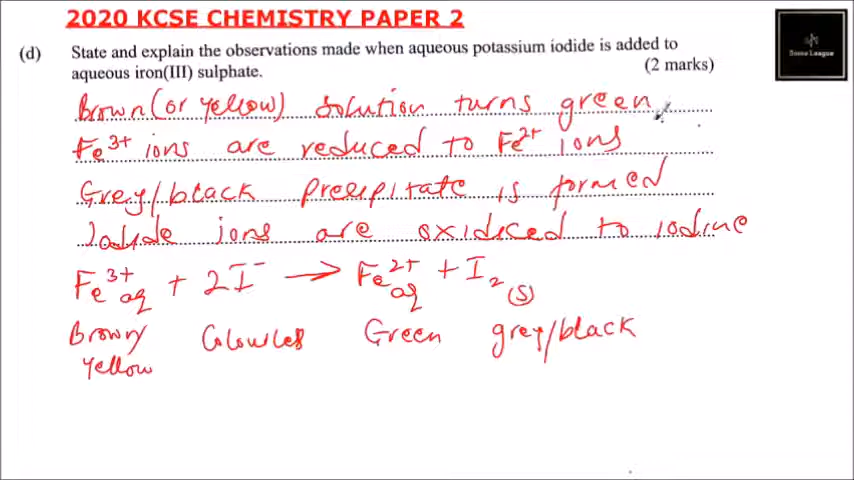 2020 KCSE CHEMISTRY PAPER 2
(d) State and explain the observations made when aqueous potassium iodide is added to
aqueous iron(III) sulphate. (2 marks)
Brown (or yellow) solution turns green
Fe³⁺ ions are reduced to Fe²⁺ ions
Grey/black precipitate is formed
Iodide ions are oxidiced to iodine
Fe³⁺aq + 2I⁻ → Fe²⁺aq + I₂(s)
Brown/ Colourless Green grey/black
yellow
Soma League